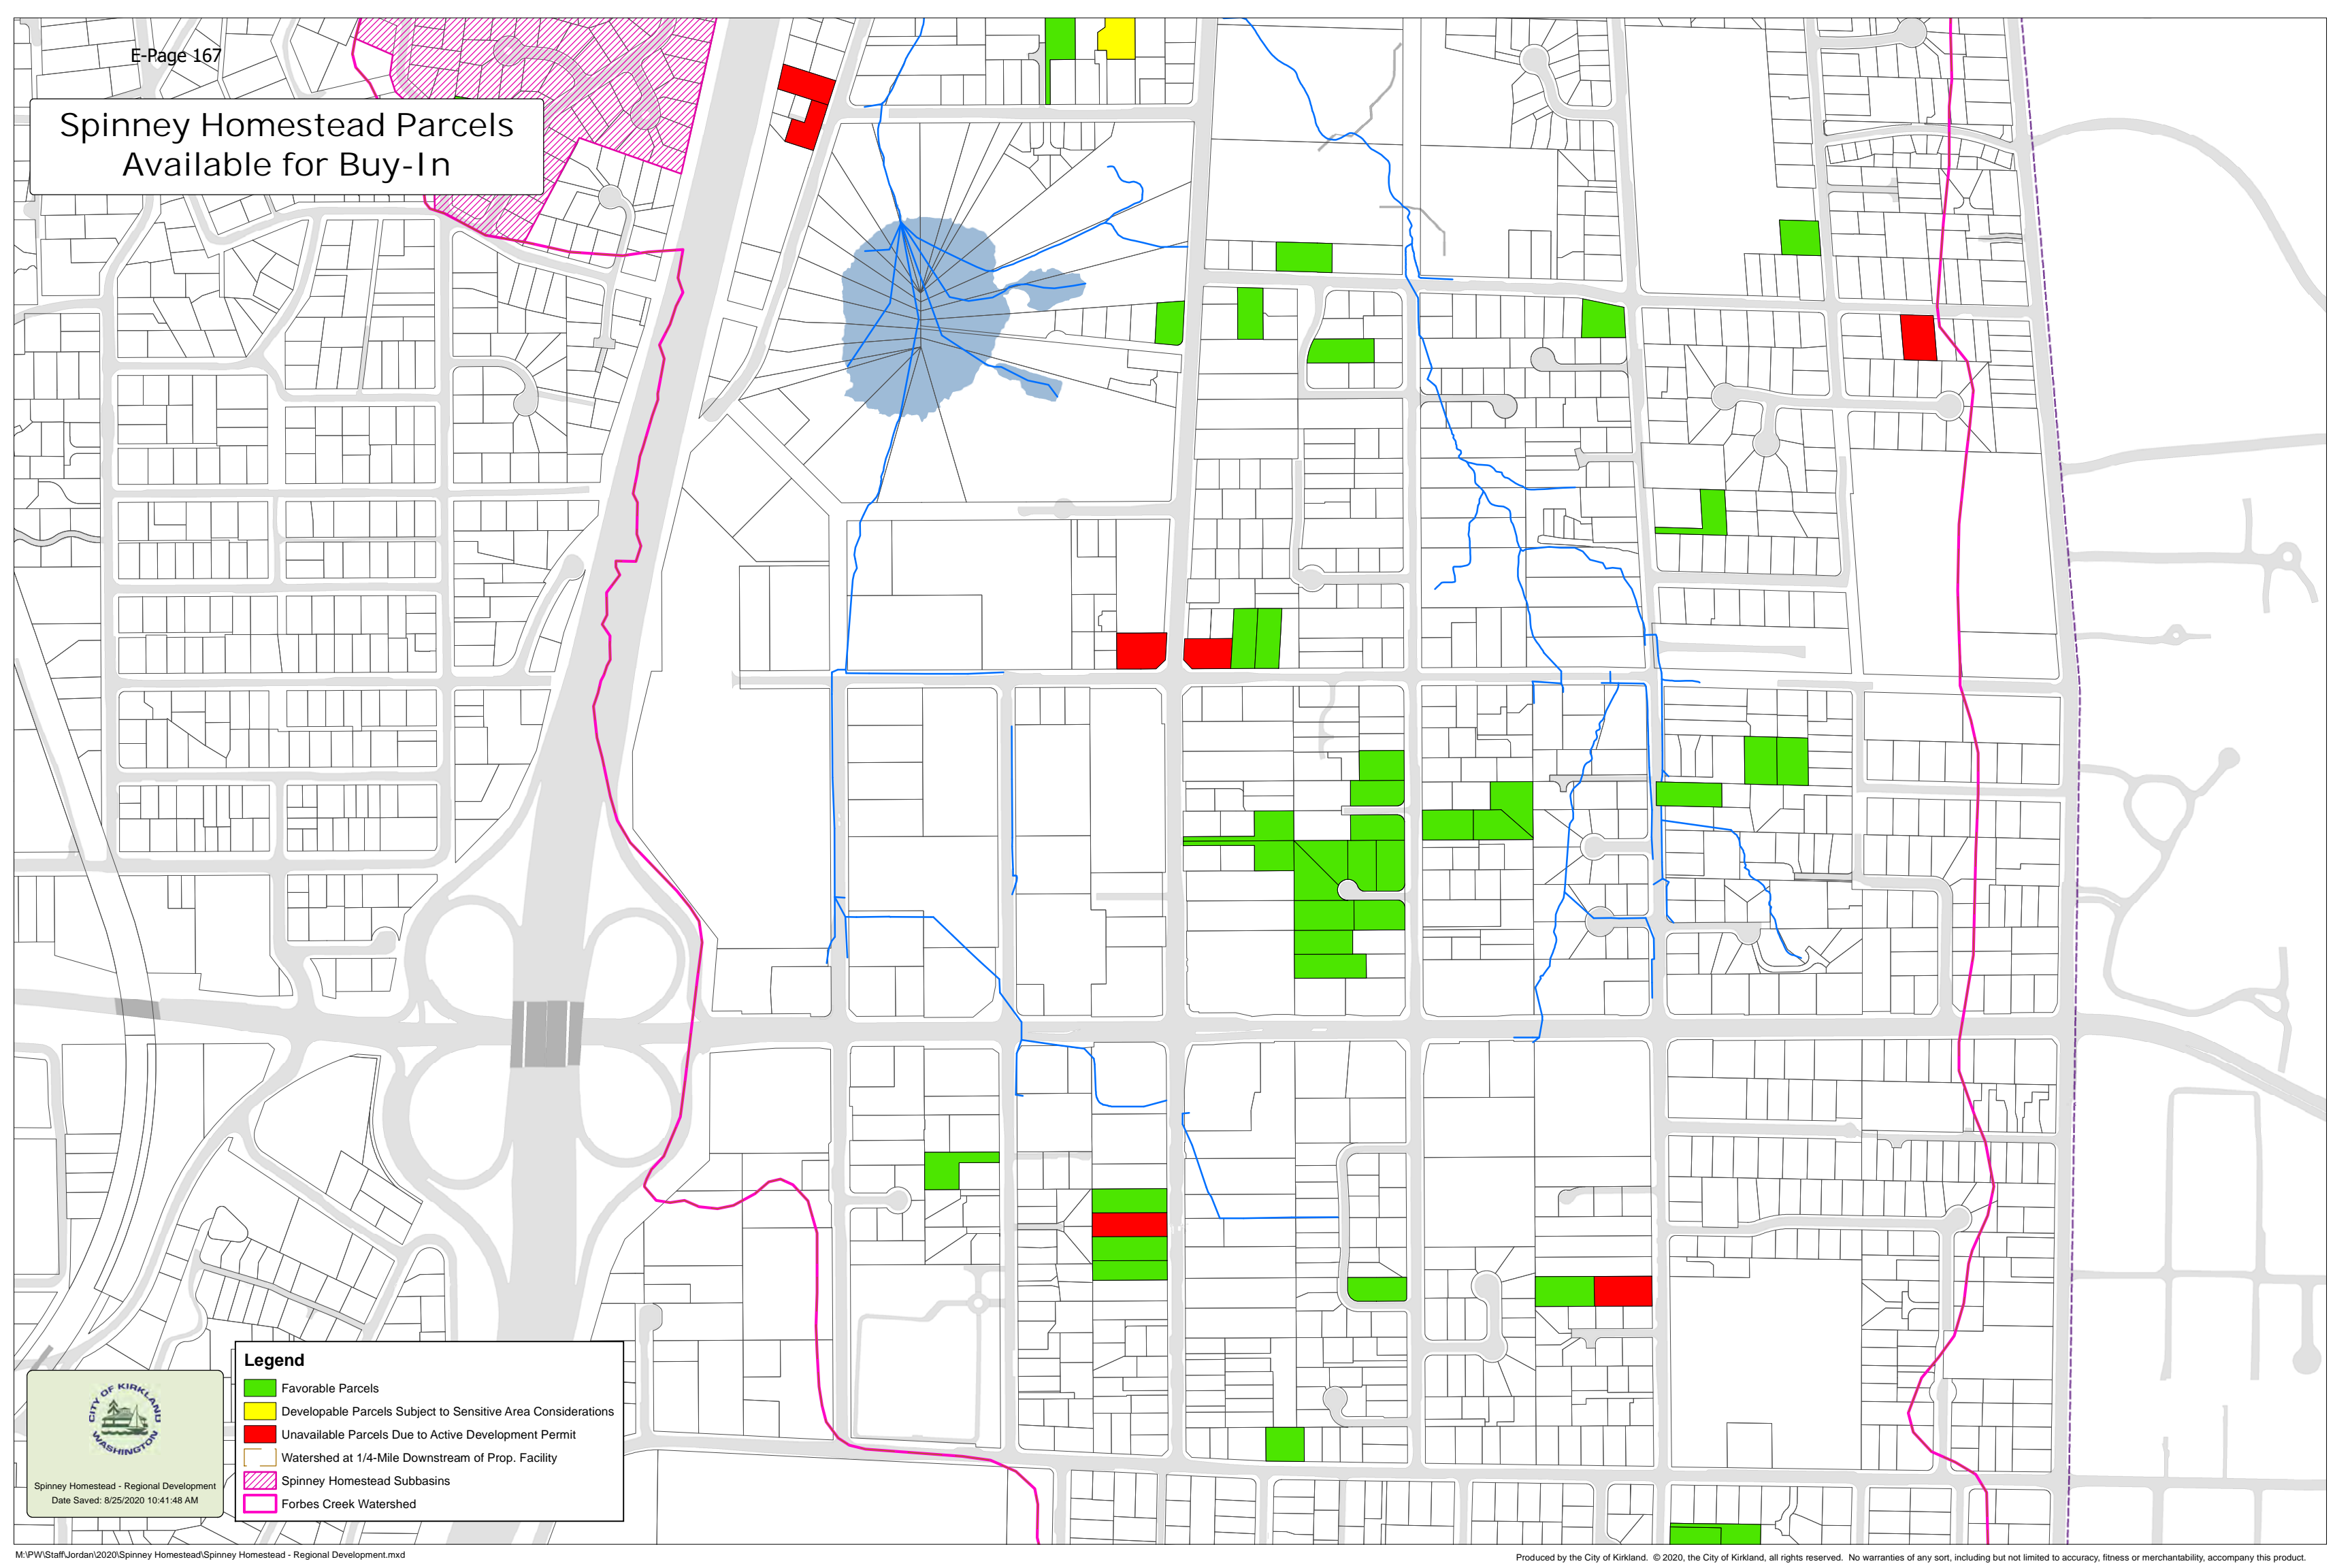 E-Page 167
Spinney Homestead Parcels
Available for Buy-In
Legend
Favorable Parcels
Developable Parcels Subject to Sensitive Area Considerations
Unavailable Parcels Due to Active Development Permit
Watershed at 1/4-Mile Downstream of Prop. Facility
Spinney Homestead Subbasins
Forbes Creek Watershed
CITY OF KIRKLAND
WASHINGTON
Spinney Homestead - Regional Development
Date Saved: 8/25/2020 10:41:48 AM
M:\PW\Staff\Jordan\2020\Spinney Homestead\Spinney Homestead - Regional Development.mxd
Produced by the City of Kirkland. © 2020, the City of Kirkland, all rights reserved. No warranties of any sort, including but not limited to accuracy, fitness or merchantability, accompany this product.